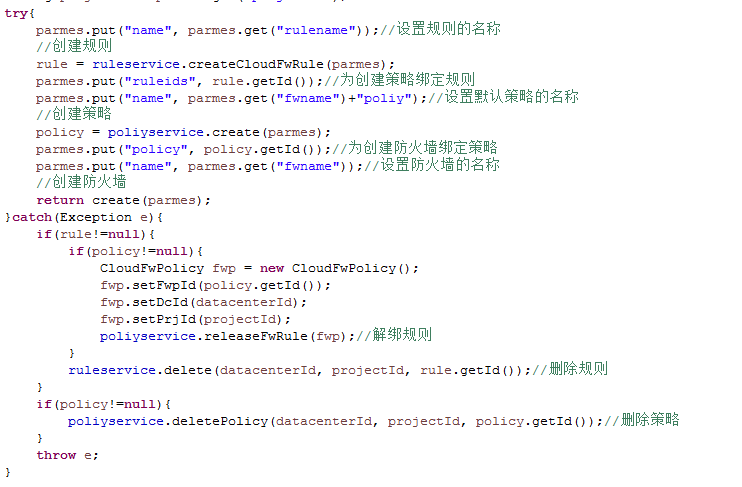 try{
parmes.put("name", parmes.get("rulename"));//设置规则的名称
//创建规则
rule = ruleservice.createCloudFwRule(parmes);
parmes.put("ruleids", rule.getId());//为创建策略绑定规则
parmes.put("name", parmes.get("fwname")+"poliy");//设置默认策略的名称
//创建策略
policy = poliyservice.create(parmes);
parmes.put("policy", policy.getId());//为创建防火墙绑定策略
parmes.put("name", parmes.get("fwname"));//设置防火墙的名称
//创建防火墙
return create(parmes);
}catch(Exception e){
if(rule!=null){
if(policy!=null){
CloudFwPolicy fwp = new CloudFwPolicy();
fwp.setFwpId(policy.getId());
fwp.setDcId(datacenterId);
fwp.setPrjId(projectId);
poliyservice.releaseFwRule(fwp);//解绑规则
}
ruleservice.delete(datacenterId, projectId, rule.getId());//删除规则
}
if(policy!=null){
poliyservice.deletePolicy(datacenterId, projectId, policy.getId());//删除策略
}
throw e;
}